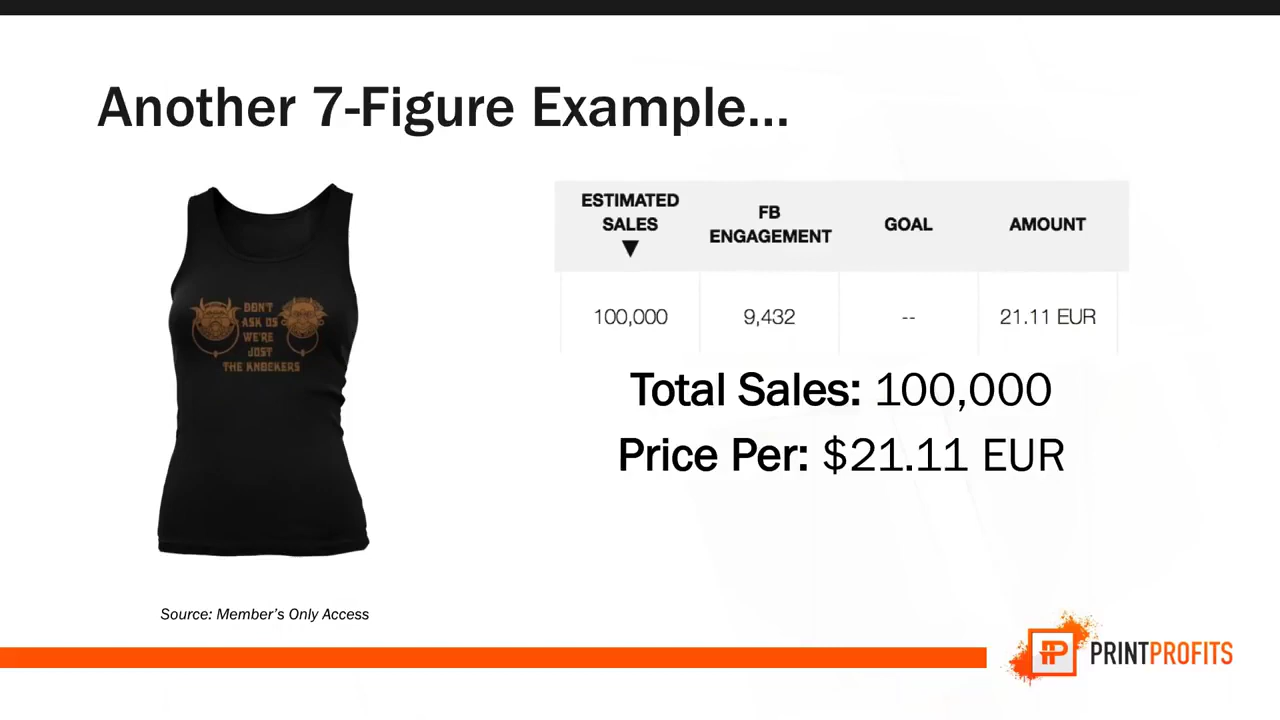 Another 7-Figure Example...
DON'T
ASK US
WE'RE
JUST
THE KNOCKERS
ESTIMATED
SALES
▼
FB
ENGAGEMENT
GOAL
AMOUNT
100,000
9,432
--
21.11 EUR
Total Sales: 100,000
Price Per: $21.11 EUR
Source: Member's Only Access
PRINTPROFITS